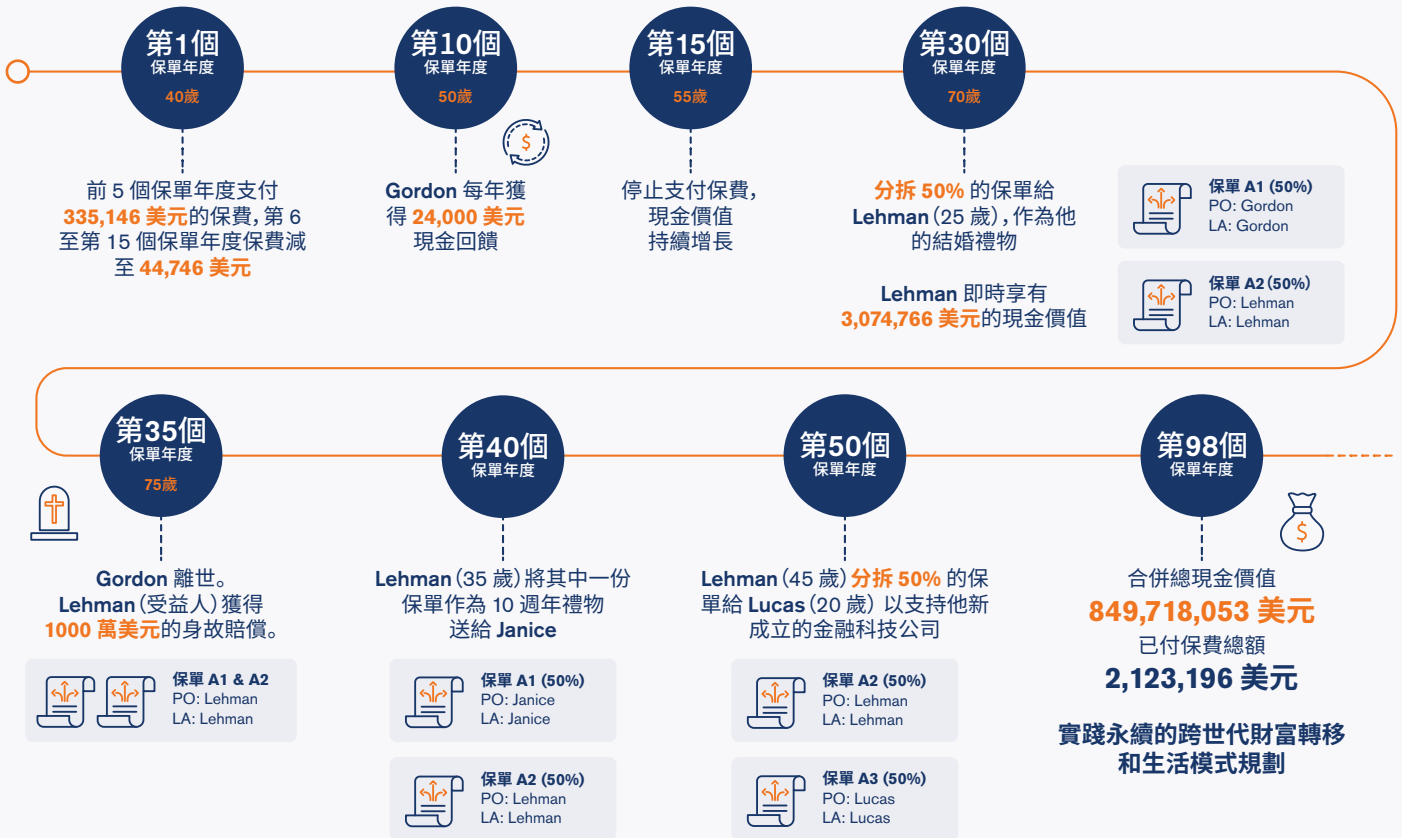 第1個
保單年度
40歲
前 5 個保單年度支付
335,146 美元的保費，第 6
至第 15 個保單年度保費減
至 44,746 美元
第10個
保單年度
50歲
$
Gordon 每年獲
得 24,000 美元
現金回饋
第15個
保單年度
55歲
停止支付保費，
現金價值
持續增長
第30個
保單年度
70歲
分拆 50% 的保單給
Lehman（25 歲），作為他
的結婚禮物
Lehman 即時享有
3,074,766 美元的現金價值
保單 A1 (50%)
PO: Gordon
LA: Gordon
保單 A2 (50%)
PO: Lehman
LA: Lehman
第35個
保單年度
75歲
Gordon 離世。
Lehman（受益人）獲得
1000 萬美元的身故賠償。
保單 A1 & A2
PO: Lehman
LA: Lehman
第40個
保單年度
Lehman（35 歲）將其中一份
保單作為 10 週年禮物
送給 Janice
保單 A1 (50%)
PO: Janice
LA: Janice
保單 A2 (50%)
PO: Lehman
LA: Lehman
第50個
保單年度
Lehman（45 歲）分拆 50% 的保
單給 Lucas（20 歲）以支持他新
成立的金融科技公司
保單 A2 (50%)
PO: Lehman
LA: Lehman
保單 A3 (50%)
PO: Lucas
LA: Lucas
第98個
保單年度
$
合併總現金價值
849,718,053 美元
已付保費總額
2,123,196 美元
實踐永續的跨世代財富轉移
和生活模式規劃